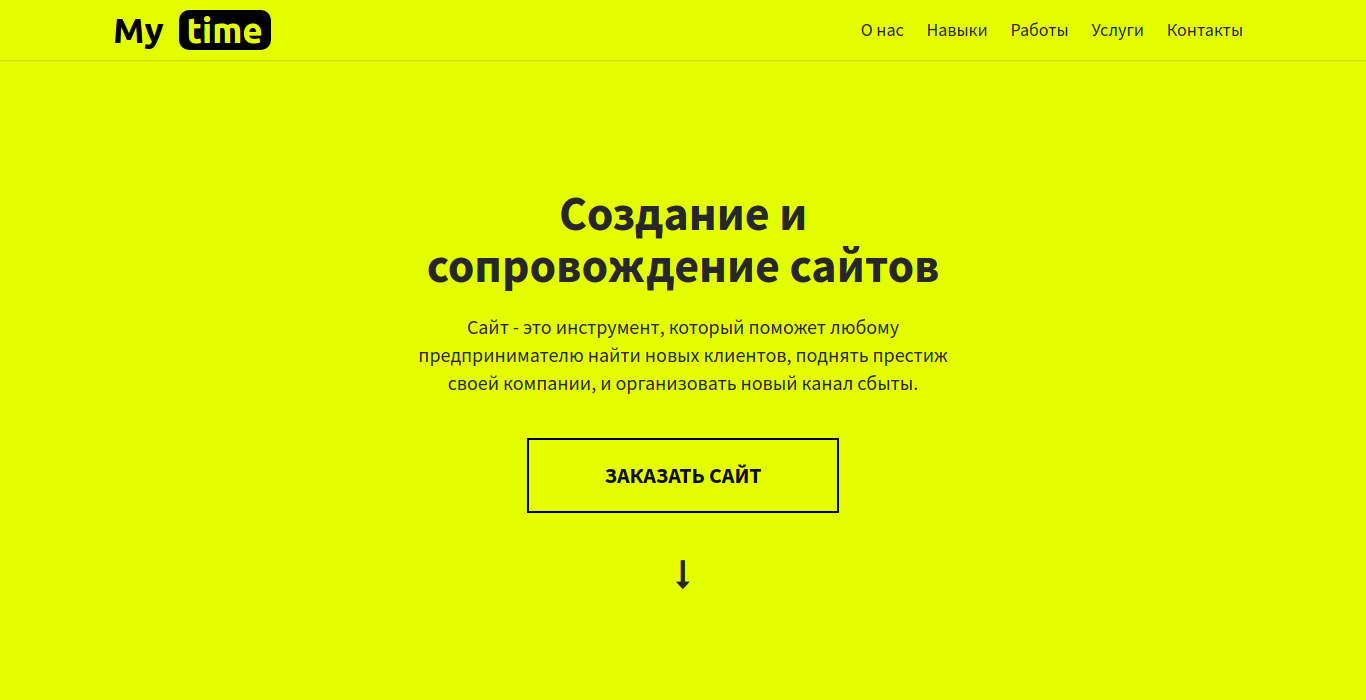 My time
О нас Навыки Работы Услуги Контакты
Создание и
сопровождение сайтов
Сайт - это инструмент, который поможет любому
предпринимателю найти новых клиентов, поднять престиж
своей компании, и организовать новый канал сбыты.
ЗАКАЗАТЬ САЙТ